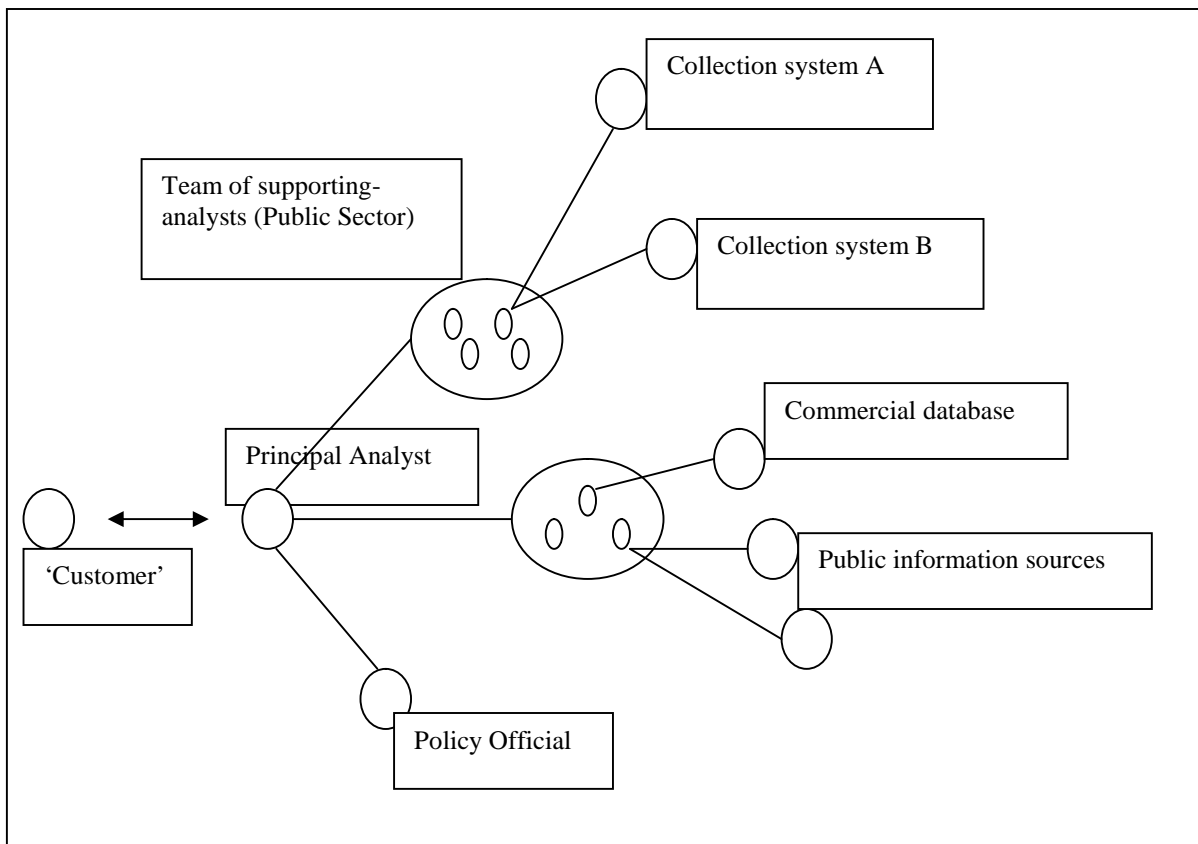 Collection system A
Team of supporting-
analysts (Public Sector)
Collection system B
Commercial database
Principal Analyst
Public information sources
‘Customer’
Policy Official